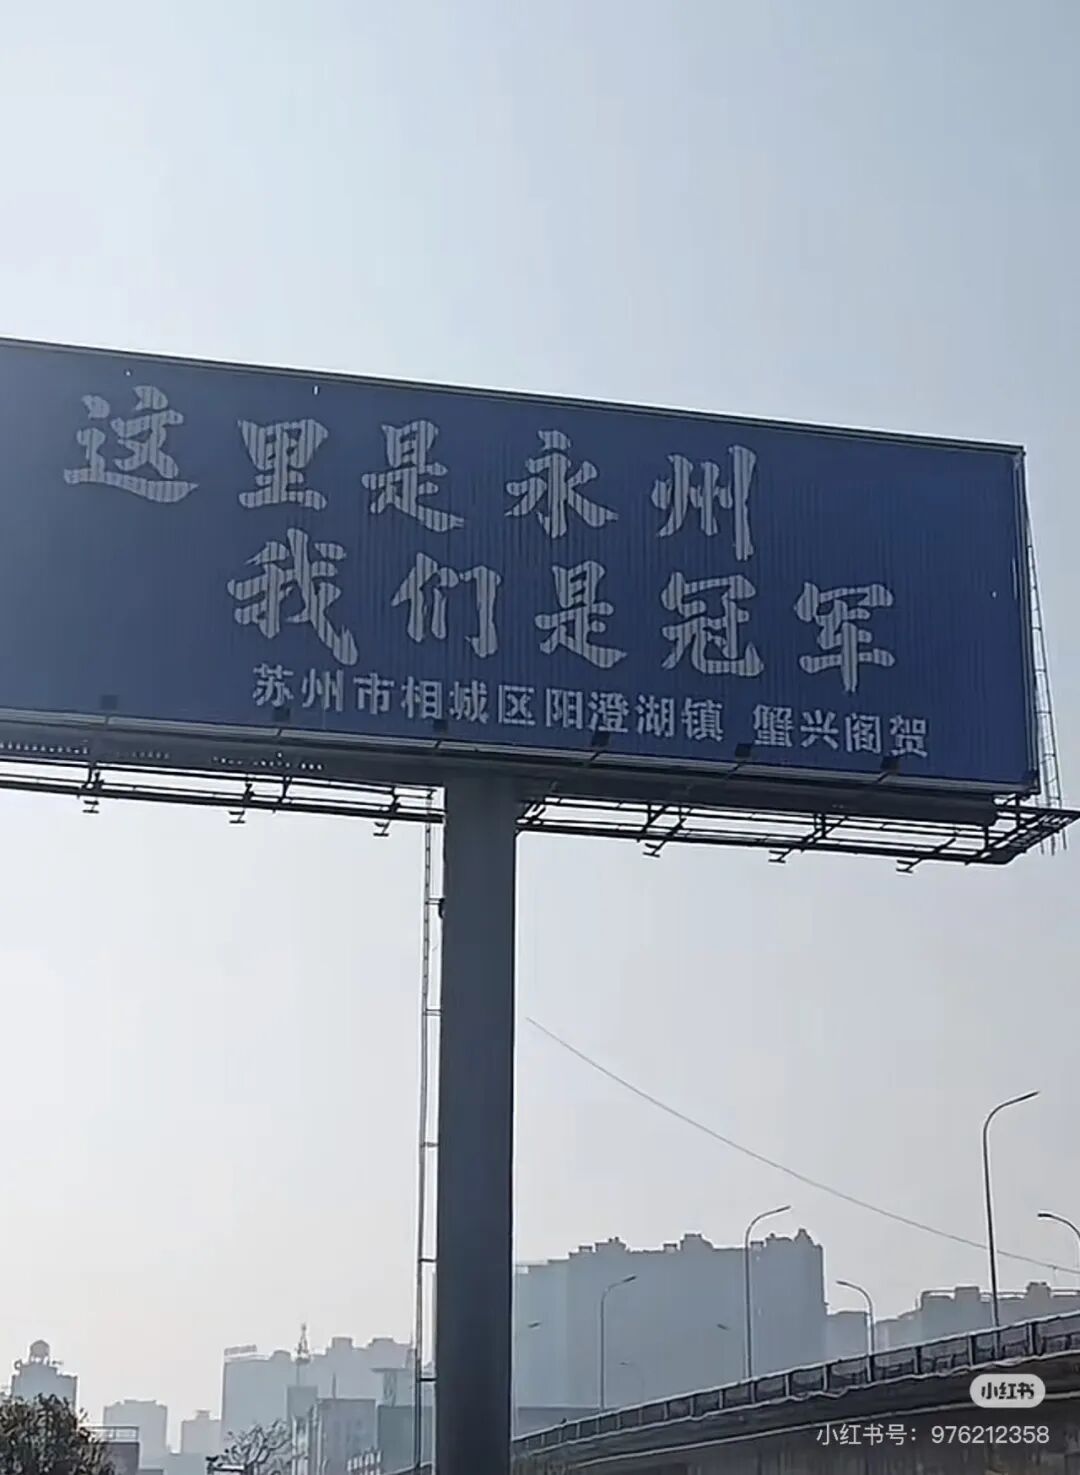 这里是永州
我们是冠军
苏州市相城区阳澄湖镇 蟹兴阁贺
小红书
小红书号：976212358